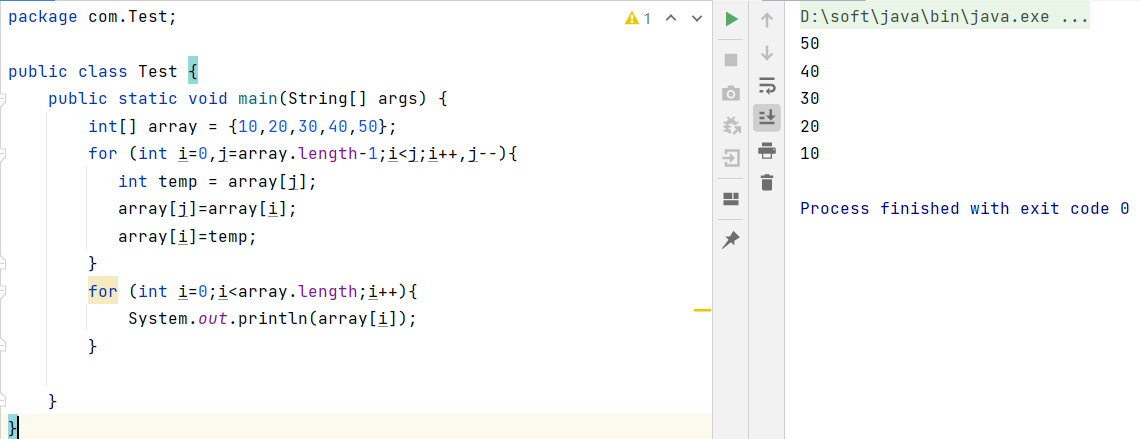 package com.Test;
1
public class Test {
public static void main(String[] args) {
int[] array = {10,20,30,40,50};
for (int i=0,j=array.length-1;i<j;i++,j--){
int temp = array[j];
array[j]=array[i];
array[i]=temp;
}
for (int i=0;i<array.length;i++){
System.out.println(array[i]);
}
}
}
D:\soft\java\bin\java.exe ...
50
40
30
20
10
Process finished with exit code 0